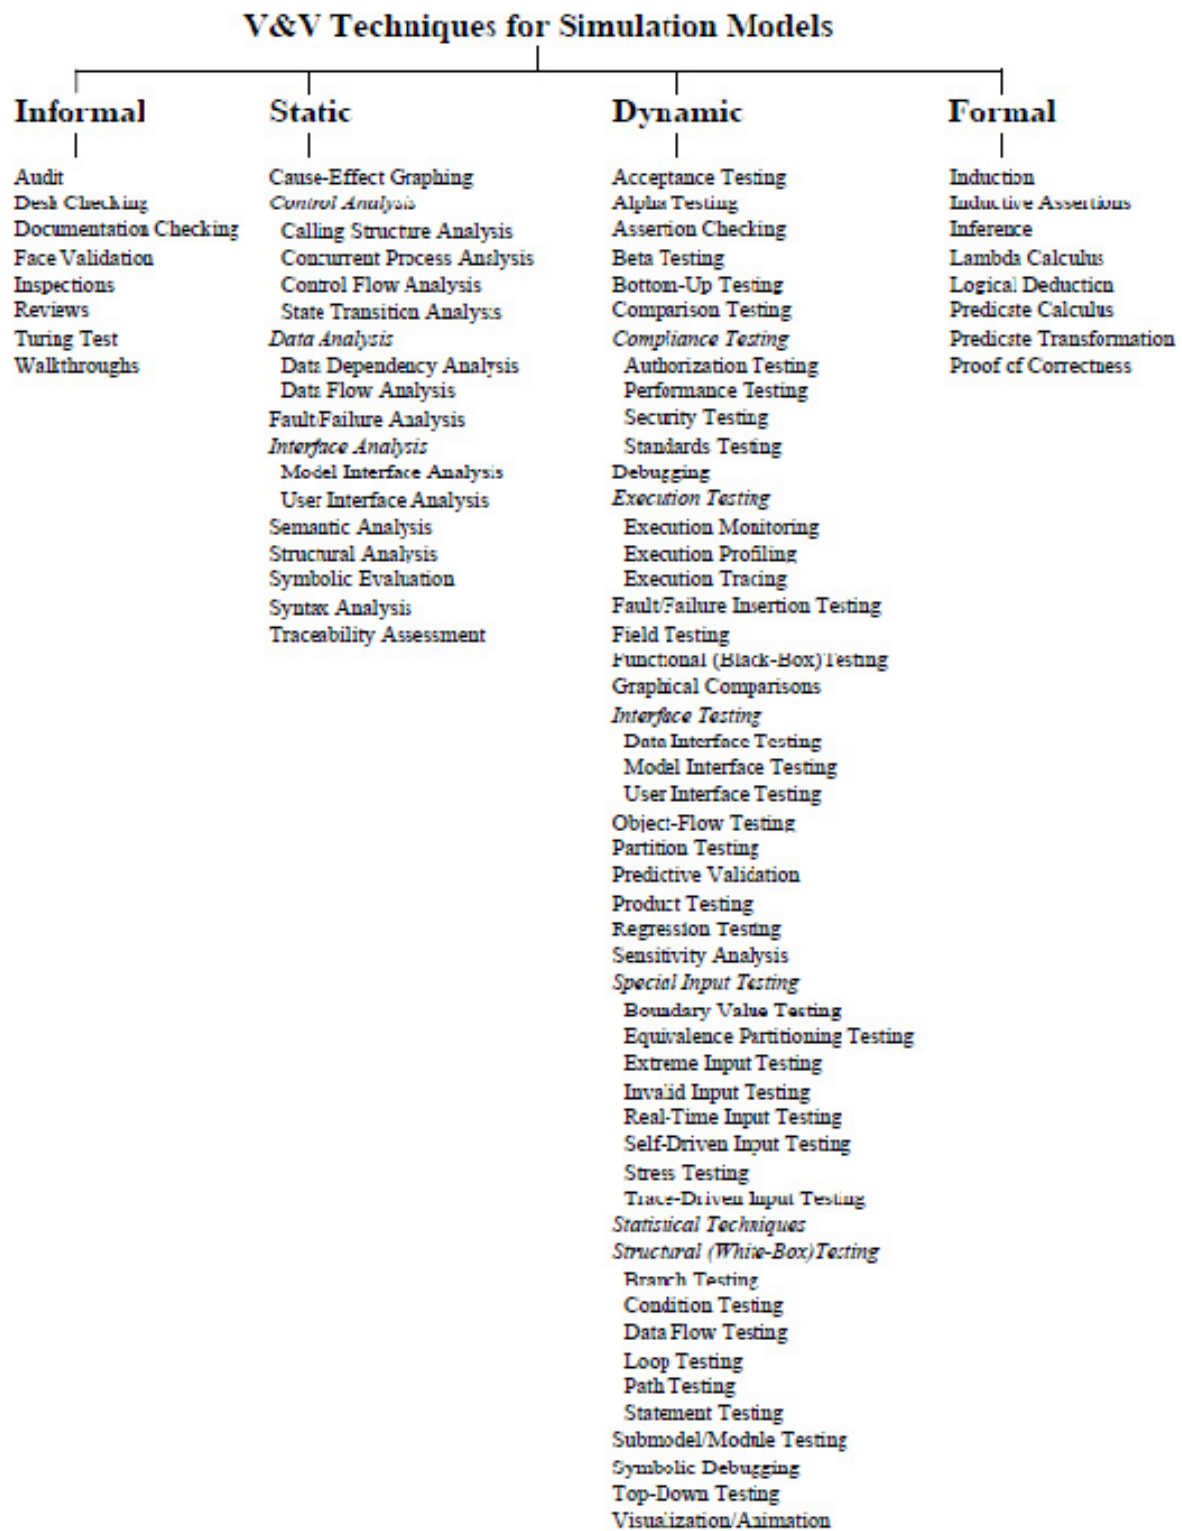 V&V Techniques for Simulation Models
Informal
Audit
Desk Checking
Documentation Checking
Face Validation
Inspections
Reviews
Turing Test
Walkthroughs
Static
Cause-Effect Graphing
Control Analysis
Calling Structure Analysis
Concurrent Process Analysis
Control Flow Analysis
State Transition Analysis
Data Analysis
Data Dependency Analysis
Data Flow Analysis
Fault/Failure Analysis
Interface Analysis
Model Interface Analysis
User Interface Analysis
Semantic Analysis
Structural Analysis
Symbolic Evaluation
Syntax Analysis
Traceability Assessment
Dynamic
Acceptance Testing
Alpha Testing
Assertion Checking
Beta Testing
Bottom-Up Testing
Comparison Testing
Compliance Testing
Authorization Testing
Performance Testing
Security Testing
Standards Testing
Debugging
Execution Testing
Execution Monitoring
Execution Profiling
Execution Tracing
Fault/Failure Insertion Testing
Field Testing
Functional (Black-Box)Testing
Graphical Comparisons
Interface Testing
Data Interface Testing
Model Interface Testing
User Interface Testing
Object-Flow Testing
Partition Testing
Predictive Validation
Product Testing
Regression Testing
Sensitivity Analysis
Special Input Testing
Boundary Value Testing
Equivalence Partitioning Testing
Extreme Input Testing
Invalid Input Testing
Real-Time Input Testing
Self-Driven Input Testing
Stress Testing
Trace-Driven Input Testing
Statistical Techniques
Structural (White-Box)Testing
Branch Testing
Condition Testing
Data Flow Testing
Loop Testing
Path Testing
Statement Testing
Submodel/Module Testing
Symbolic Debugging
Top-Down Testing
Visualization/Animation
Formal
Induction
Inductive Assertions
Inference
Lambda Calculus
Logical Deduction
Predicate Calculus
Predicate Transformation
Proof of Correctness